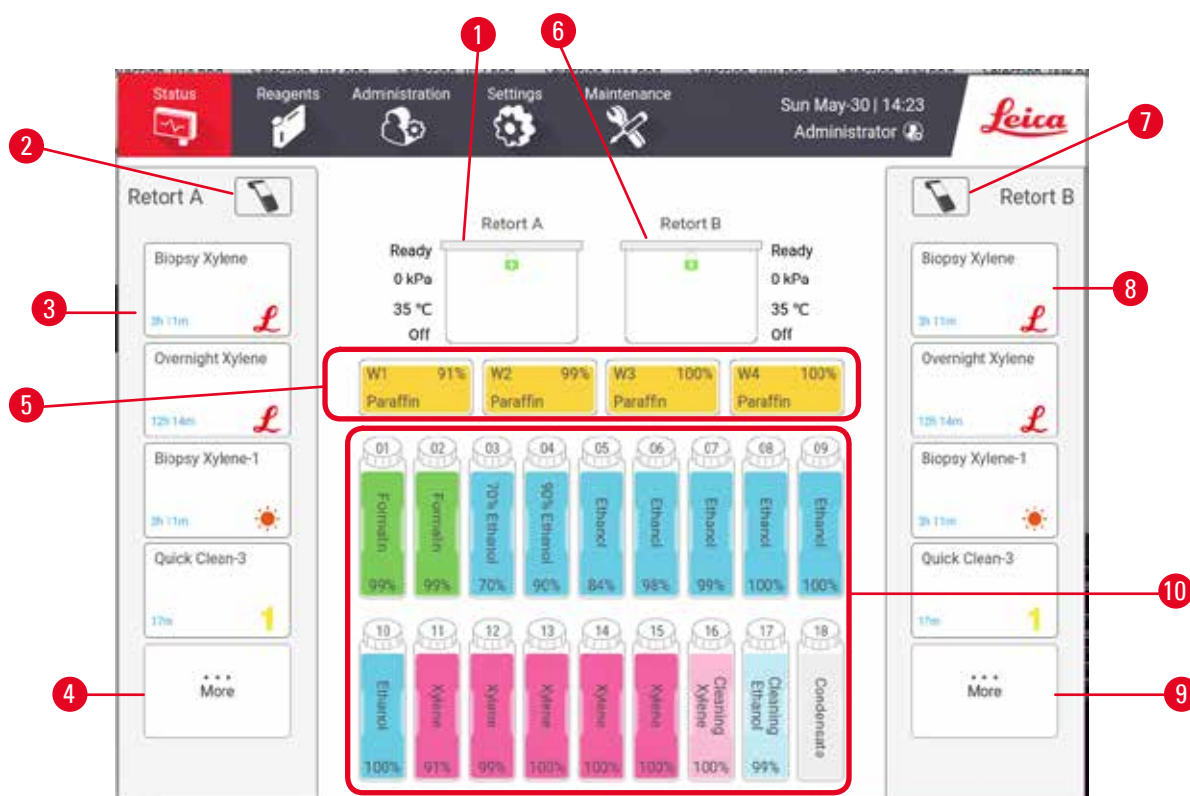 1
6
Status
Reagents
Administration
Settings
Maintenance
Sun May-30 | 14:23
Administrator
Leica
2
7
Retort A
Retort B
Retort A
Retort B
Ready
0 kPa
35 °C
Off
Ready
0 kPa
35 °C
Off
3
Biopsy Xylene
3h 11m
L
Overnight Xylene
12h 14m
L
Biopsy Xylene-1
3h 11m
Quick Clean-3
17m
1
... More
4
8
Biopsy Xylene
3h 11m
L
Overnight Xylene
12h 14m
L
Biopsy Xylene-1
3h 11m
Quick Clean-3
17m
1
... More
9
5
W1 91%
Paraffin
W2 99%
Paraffin
W3 100%
Paraffin
W4 100%
Paraffin
10
01 02 03 04 05 06 07 08 09
Formalin
Formalin
70% Ethanol
90% Ethanol
Ethanol
Ethanol
Ethanol
Ethanol
Ethanol
99% 99% 70% 90% 84% 98% 99% 100% 100%
10 11 12 13 14 15 16 17 18
Ethanol
Xylene
Xylene
Xylene
Xylene
Xylene
Cleaning
Xylene
Cleaning
Ethanol
Condensate
100% 91% 99% 100% 100% 100% 100% 99%